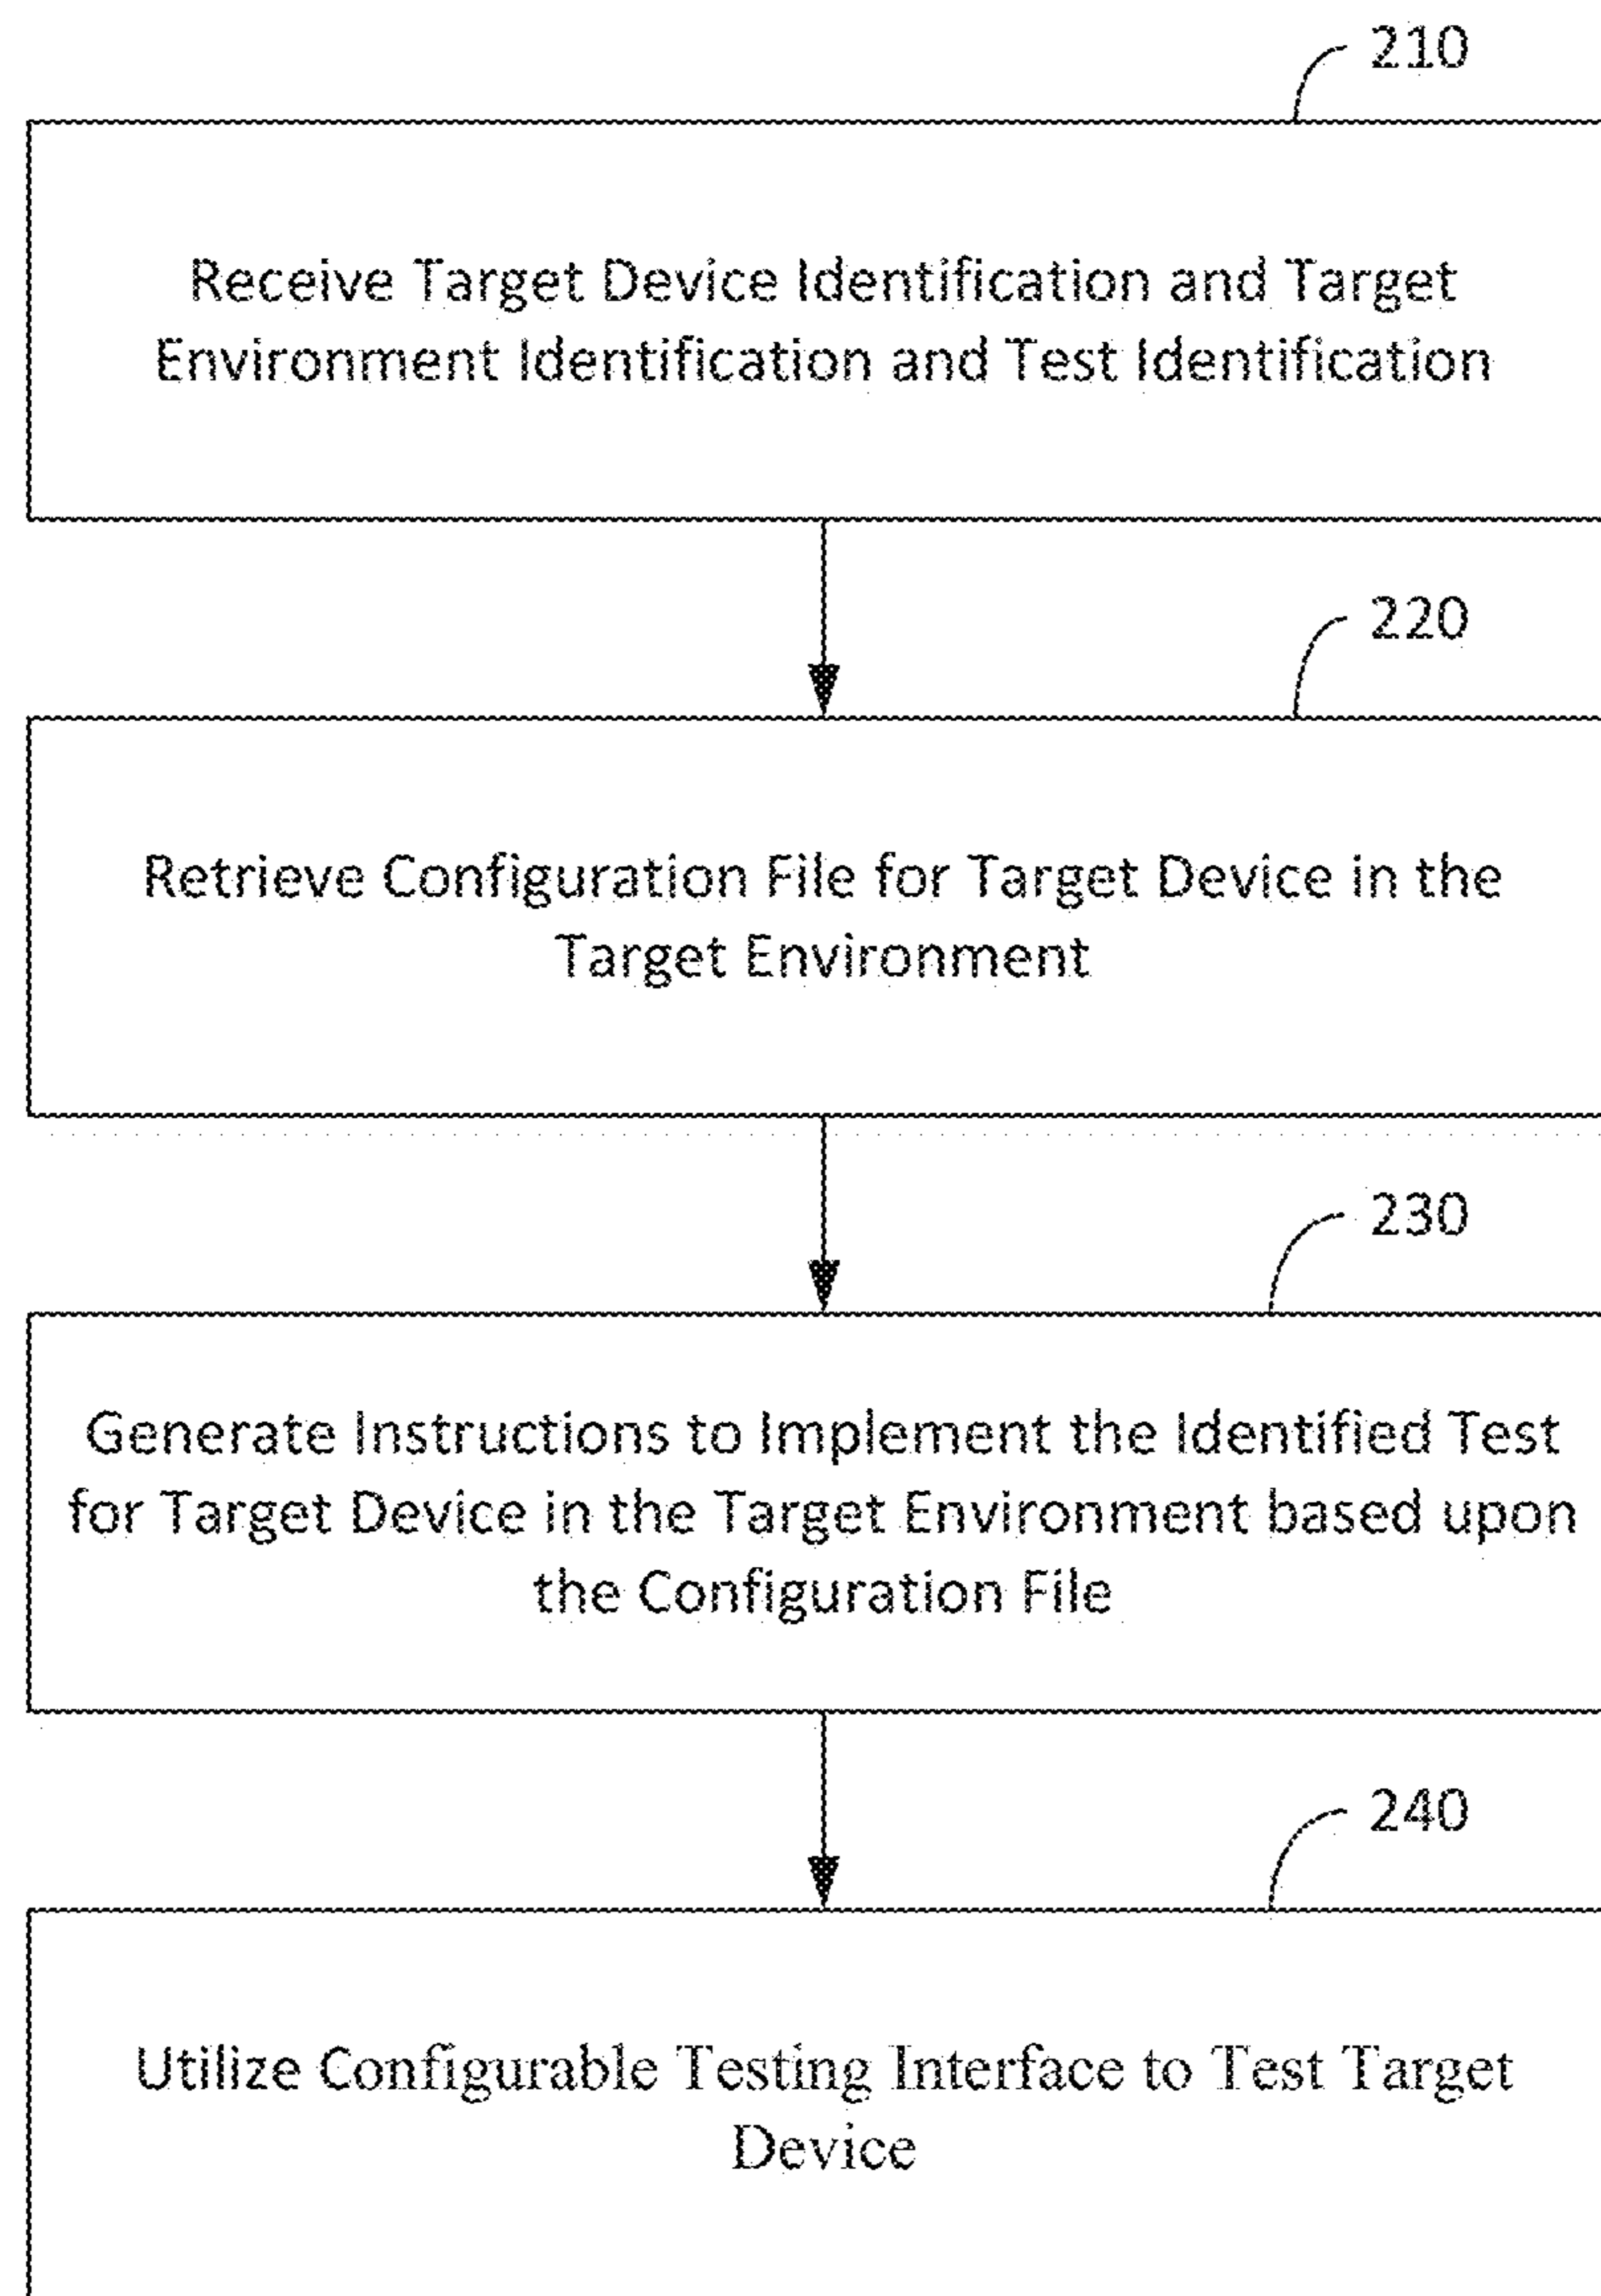 210
Receive Target Device Identification and Target
Environment Identification and Test Identification
220
Retrieve Configuration File for Target Device in the
Target Environment
230
Generate Instructions to Implement the Identified Test
for Target Device in the Target Environment based upon
the Configuration File
240
Utilize Configurable Testing Interface to Test Target
Device